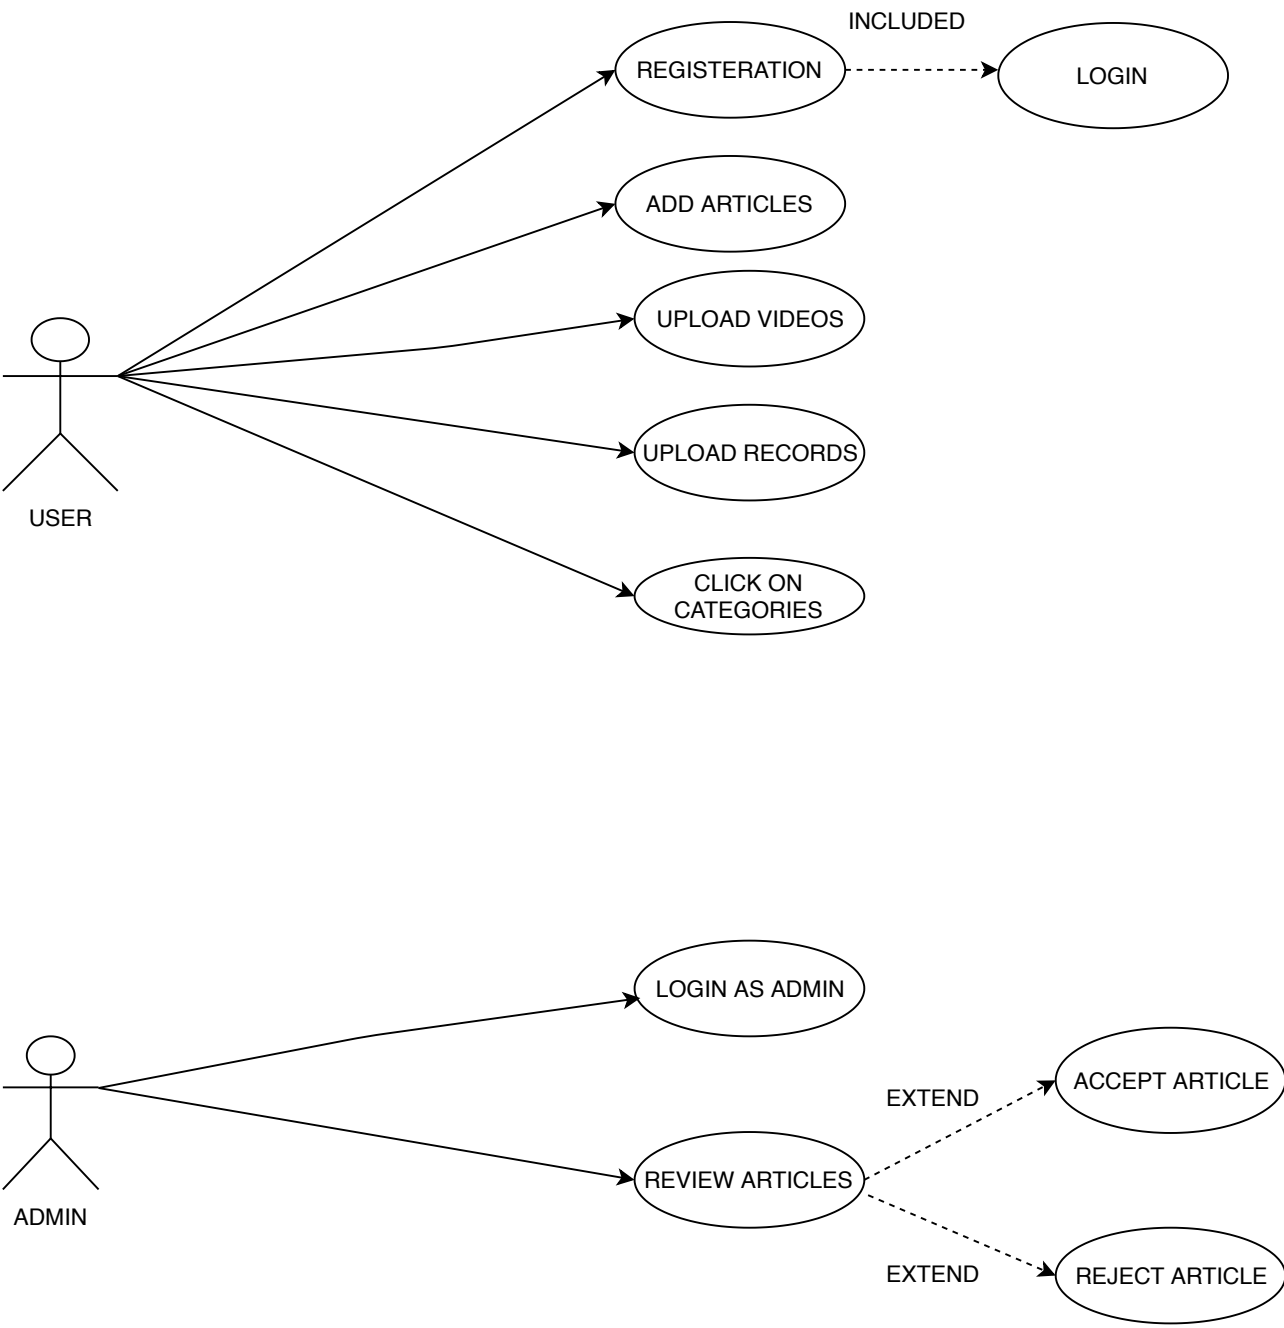 INCLUDED
REGISTERATION
LOGIN
ADD ARTICLES
UPLOAD VIDEOS
UPLOAD RECORDS
USER
CLICK ON
CATEGORIES
LOGIN AS ADMIN
ACCEPT ARTICLE
EXTEND
REVIEW ARTICLES
ADMIN
EXTEND
REJECT ARTICLE